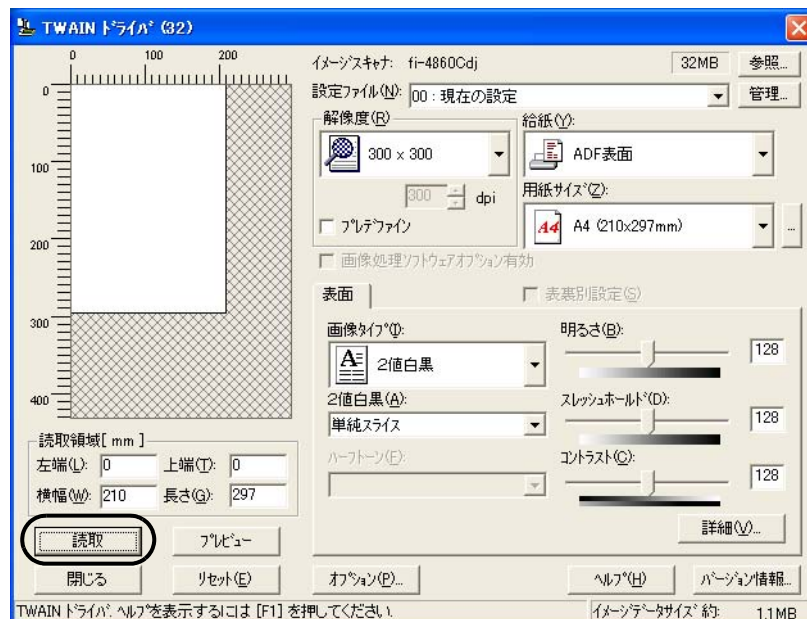 TWAIN ﾄﾞﾗｲﾊﾞ (32)
0 100 200
0
100
200
300
400
ｲﾒｰｼﾞｽｷｬﾅ: fi-4860Cdj 32MB 参照...
設定ﾌｧｲﾙ(N): 00 : 現在の設定 管理...
解像度(R)
300 × 300
300 dpi
ﾌﾟﾚﾃﾞﾌｧｲﾝ
給紙(Y):
ADF表面
用紙ｻｲｽﾞ(Z):
A4 A4 (210x297mm) ...
画像処理ｿﾌﾄｳｪｱｵﾌﾟｼｮﾝ有効
表面
表裏別設定(S)
画像ﾀｲﾌﾟ(I):
A 2値白黒
2値白黒(A):
単純ｽﾗｲｽ
ﾊｰﾌﾄｰﾝ(F):
明るさ(B):
128
ｽﾚｯｼｭﾎｰﾙﾄﾞ(D):
128
ｺﾝﾄﾗｽﾄ(C):
128
詳細(V)...
読取領域[ mm ]
左端(L): 0 上端(T): 0
横幅(W): 210 長さ(G): 297
読取 ﾌﾟﾚﾋﾞｭｰ
閉じる ﾘｾｯﾄ(E) ｵﾌﾟｼｮﾝ(P)... ﾍﾙﾌﾟ(H) ﾊﾞｰｼﾞｮﾝ情報...
TWAIN ﾄﾞﾗｲﾊﾞ. ﾍﾙﾌﾟを表示するには [F1] を押してください. ｲﾒｰｼﾞﾃﾞｰﾀｻｲｽﾞ 約: 1.1MB